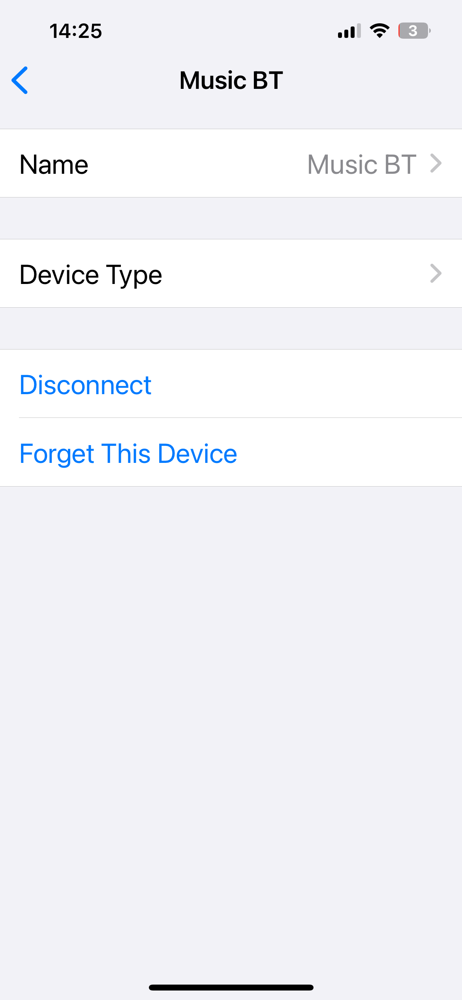 14:25
3
Music BT
Name
Music BT
Device Type
Disconnect
Forget This Device